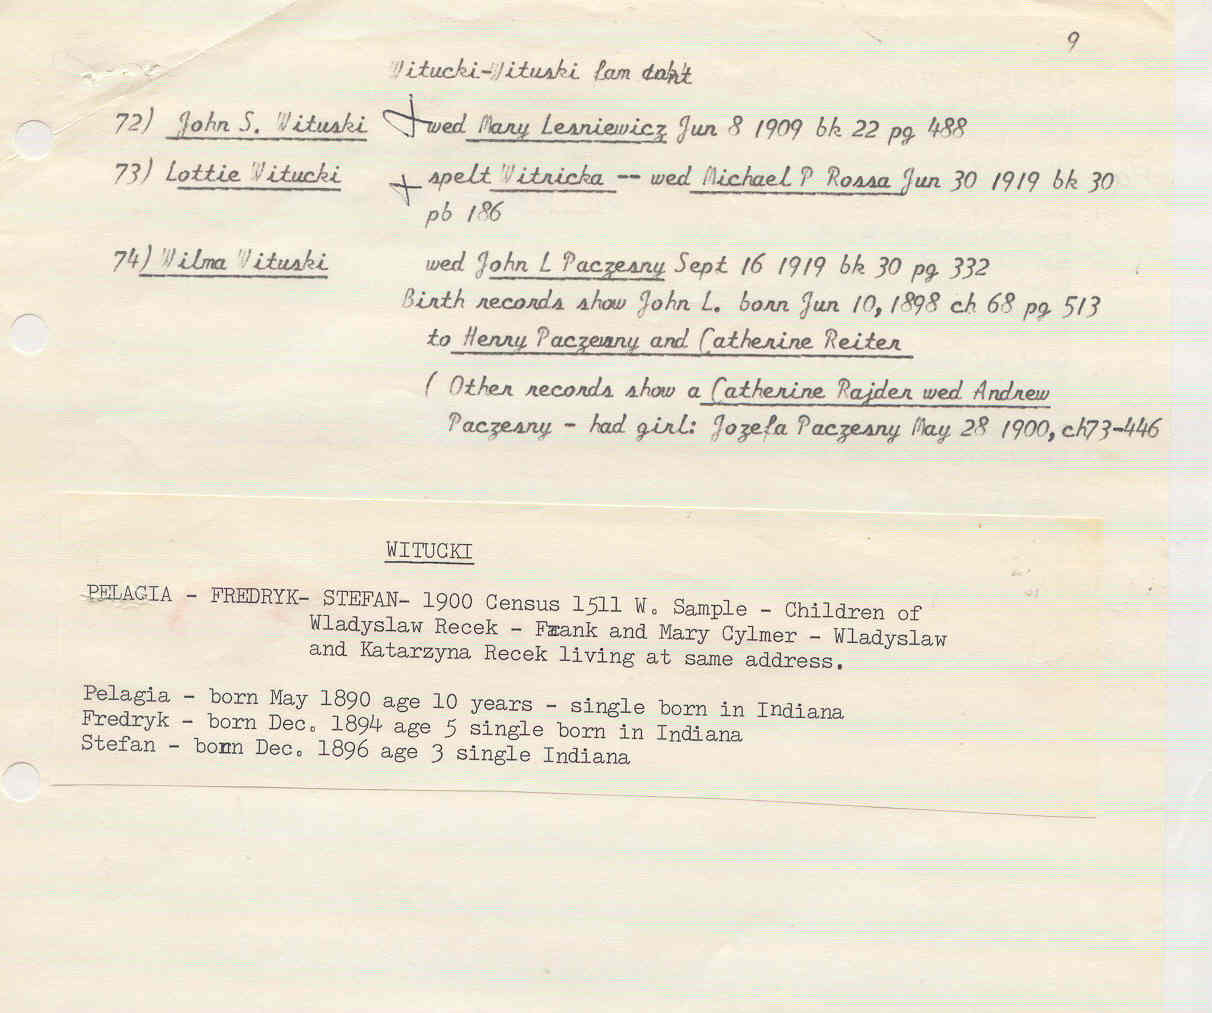 9
Witucki-Wituski fam con't
72) John S. Wituski wed Mary Lesniewicz Jun 8 1909 bk 22 pg 488
73) Lottie Witucki spelt Witricka -- wed Michael P Rossa Jun 30 1919 bk 30
pb 186
74) Wilma Wituski wed John L Paczesny Sept 16 1919 bk 30 pg 332
Birth records show John L. born Jun 10, 1898 ch 68 pg 513
to Henry Paczesny and Catherine Reiter
( Other records show a Catherine Rajder wed Andrew
Paczesny - had girl: Jozefa Paczesny May 28 1900, ch73-446
WITUCKI
PELAGIA - FREDRYK- STEFAN- 1900 Census 1511 W. Sample - Children of
Wladyslaw Recek - Frank and Mary Cylmer - Wladyslaw
and Katarzyna Recek living at same address.
Pelagia - born May 1890 age 10 years - single born in Indiana
Fredryk - born Dec. 1894 age 5 single born in Indiana
Stefan - born Dec. 1896 age 3 single Indiana